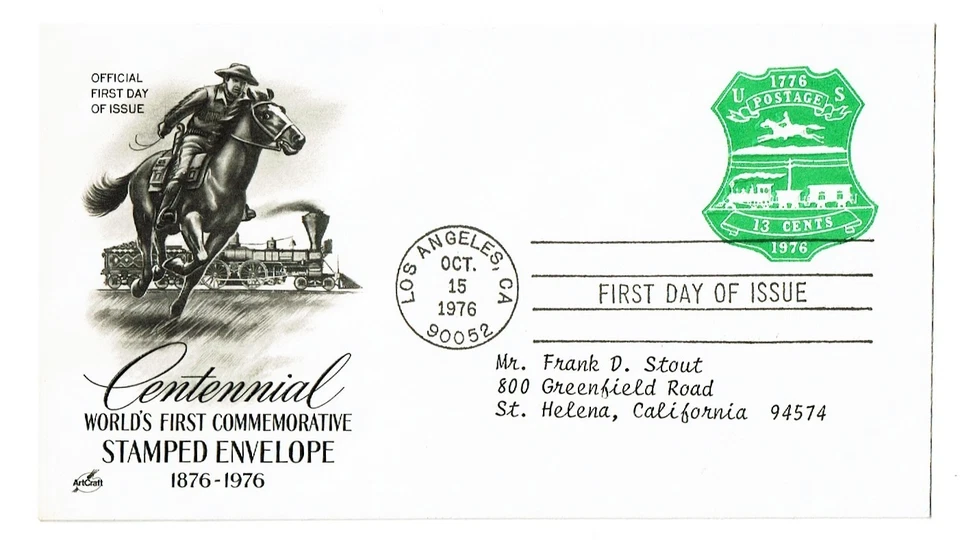 OFFICIAL
FIRST DAY
OF ISSUE
1776
U S
POSTAGE
13 CENTS
1976
LOS ANGELES, CA
OCT.
15
1976
90052
FIRST DAY OF ISSUE
Mr. Frank D. Stout
800 Greenfield Road
St. Helena, California 94574
Centennial
WORLD'S FIRST COMMEMORATIVE
STAMPED ENVELOPE
1876-1976
ArtCraft